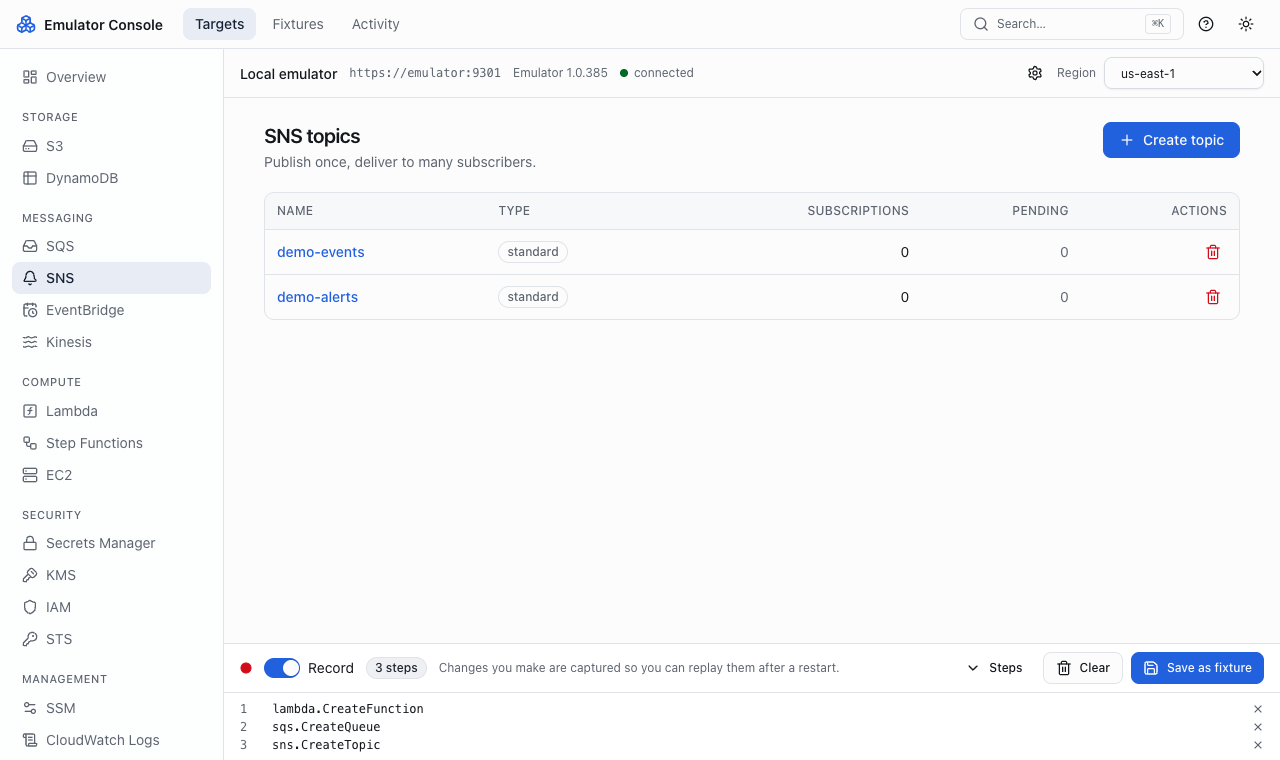 Emulator Console
Targets
Fixtures
Activity
Search...
⌘K
Overview
STORAGE
S3
DynamoDB
MESSAGING
SQS
SNS
EventBridge
Kinesis
COMPUTE
Lambda
Step Functions
EC2
SECURITY
Secrets Manager
KMS
IAM
STS
MANAGEMENT
SSM
CloudWatch Logs
Local emulator https://emulator:9301 Emulator 1.0.385 connected
Region us-east-1
SNS topics
Publish once, deliver to many subscribers.
Create topic
NAME TYPE SUBSCRIPTIONS PENDING ACTIONS
demo-events standard 0 0
demo-alerts standard 0 0
Record 3 steps Changes you make are captured so you can replay them after a restart.
Steps Clear Save as fixture
1 lambda.CreateFunction
2 sqs.CreateQueue
3 sns.CreateTopic